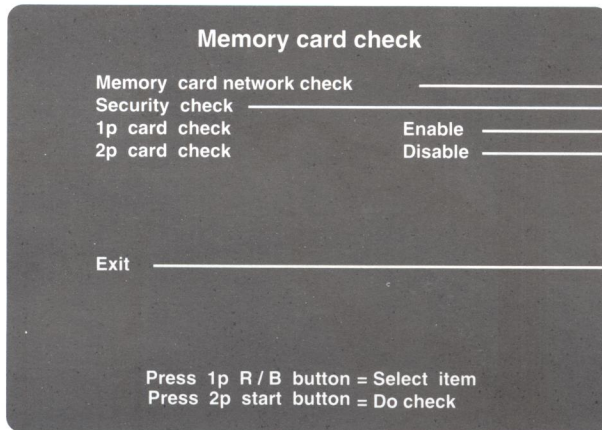 Memory card check
Memory card network check
Security check
1p card check Enable
2p card check Disable
Exit
Press 1p R / B button = Select item
Press 2p start button = Do check